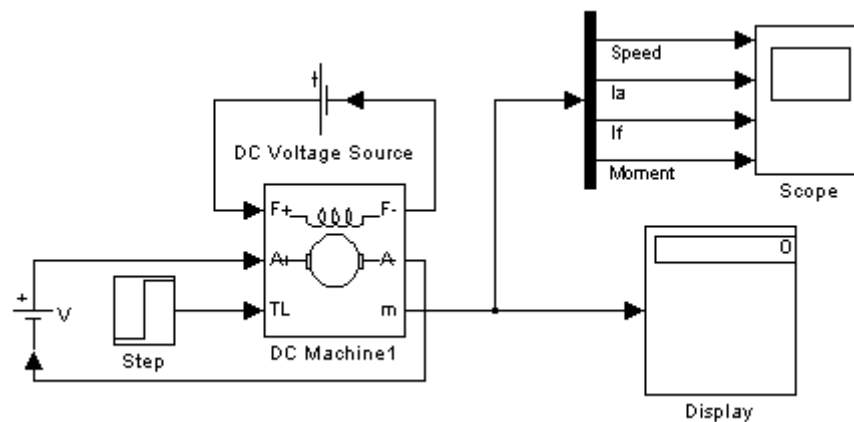 Speed
Ia
If
Moment
Scope
DC Voltage Source
F+ F-
A+ A-
TL m
DC Machine1
+
V
Step
0
Display